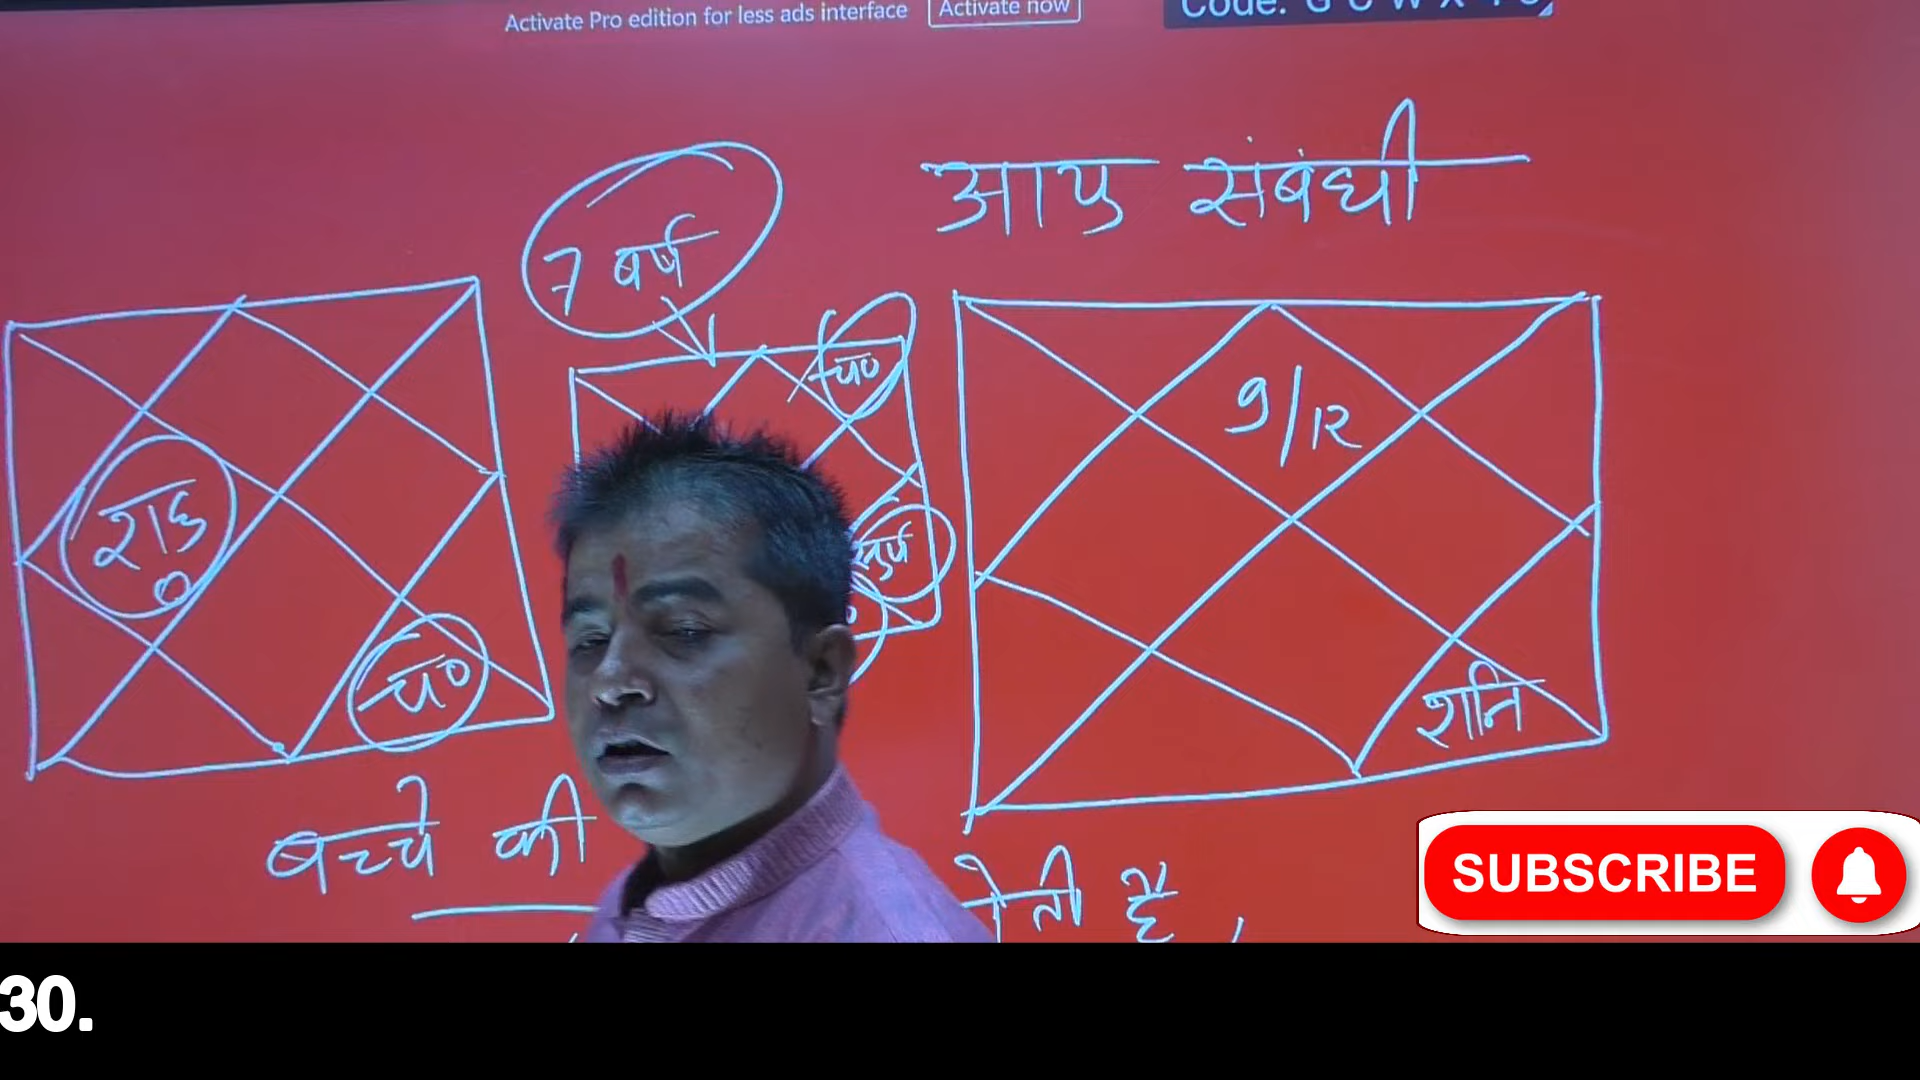 Activate Pro edition for less ads interface Activate now
Code: G
आयु संबंधी
7 वर्ष
चं०
9/12
राहु
चं०
शनि
बच्चे की
है,
SUBSCRIBE
30.